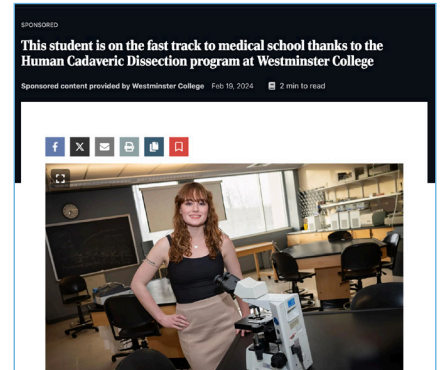 SPONSORED
This student is on the fast track to medical school thanks to the
Human Cadaveric Dissection program at Westminster College
Sponsored content provided by Westminster College Feb 19, 2024 2 min to read